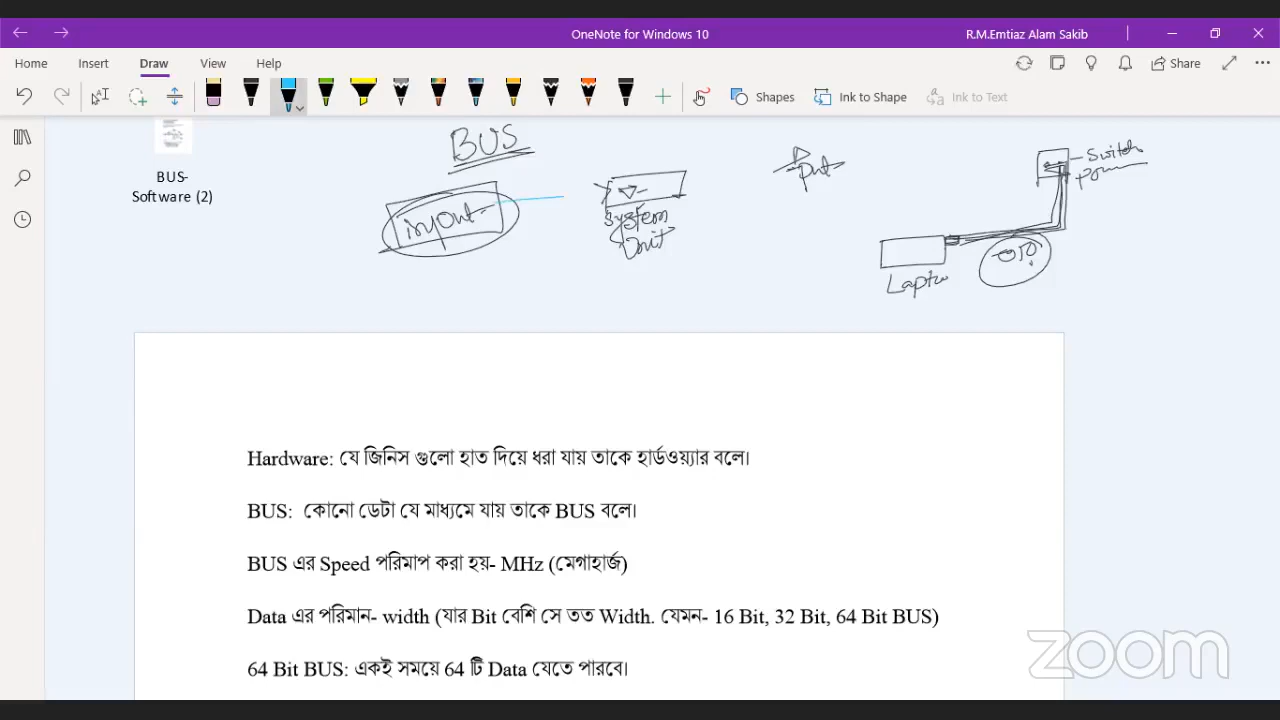 OneNote for Windows 10
R.M.Emtiaz Alam Sakib
Home Insert Draw View Help
Share
Shapes
Ink to Shape
Ink to Text
BUS-
Software (2)
BUS
input
System
Unit
put
Switch
power
Laptop
তার
Hardware: যে জিনিস গুলো হাত দিয়ে ধরা যায় তাকে হার্ডওয়্যার বলে।
BUS: কোনো ডেটা যে মাধ্যমে যায় তাকে BUS বলে।
BUS এর Speed পরিমাপ করা হয়- MHz (মেগাহার্জ)
Data এর পরিমান- width (যার Bit বেশি সে তত Width. যেমন- 16 Bit, 32 Bit, 64 Bit BUS)
64 Bit BUS: একই সময়ে 64 টি Data যেতে পারবে।
zoom